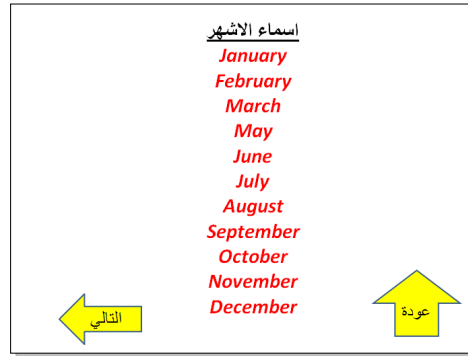 اسماء الاشهر
January
February
March
May
June
July
August
September
October
November
December
عودة
التالي